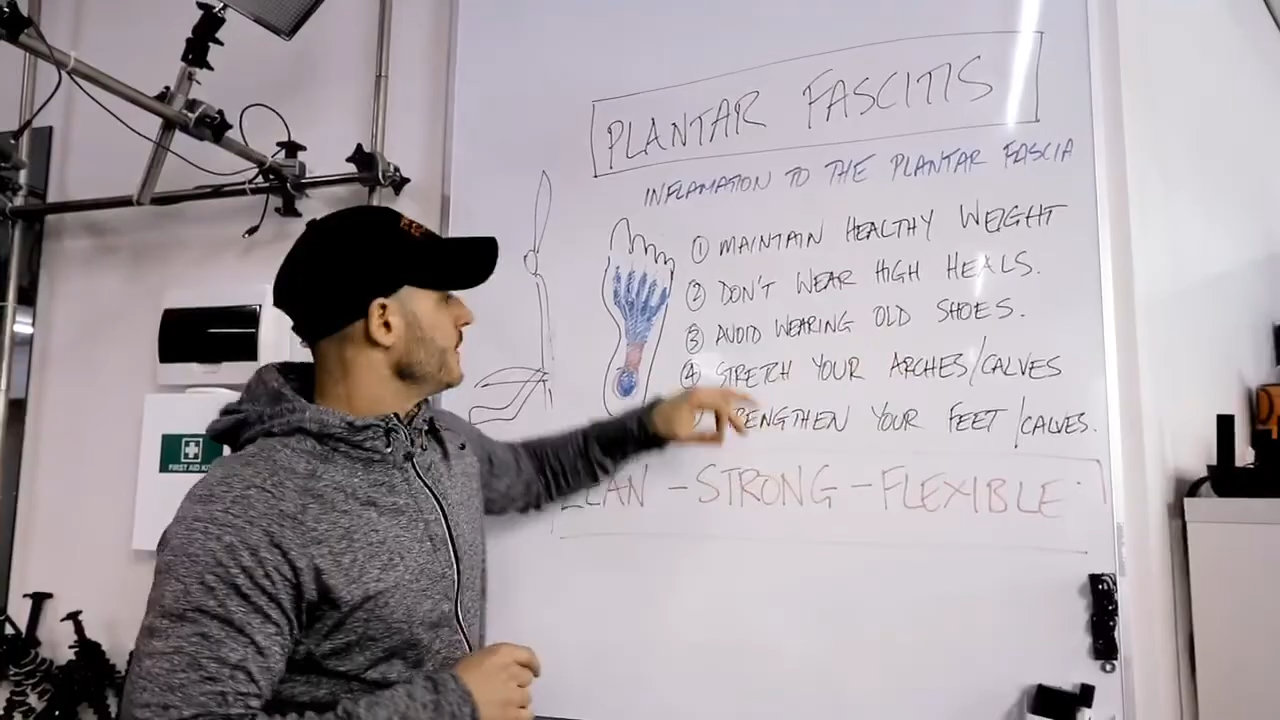 PLANTAR FASCITIS
INFLAMATION TO THE PLANTAR FASCIA
① MAINTAIN HEALTHY WEIGHT
② DON'T WEAR HIGH HEALS.
③ AVOID WEARING OLD SHOES.
④ STRETCH YOUR ARCHES/CALVES
YOUR FEET/CALVES.
- STRONG - FLEXIBLE
FIRST AID KIT